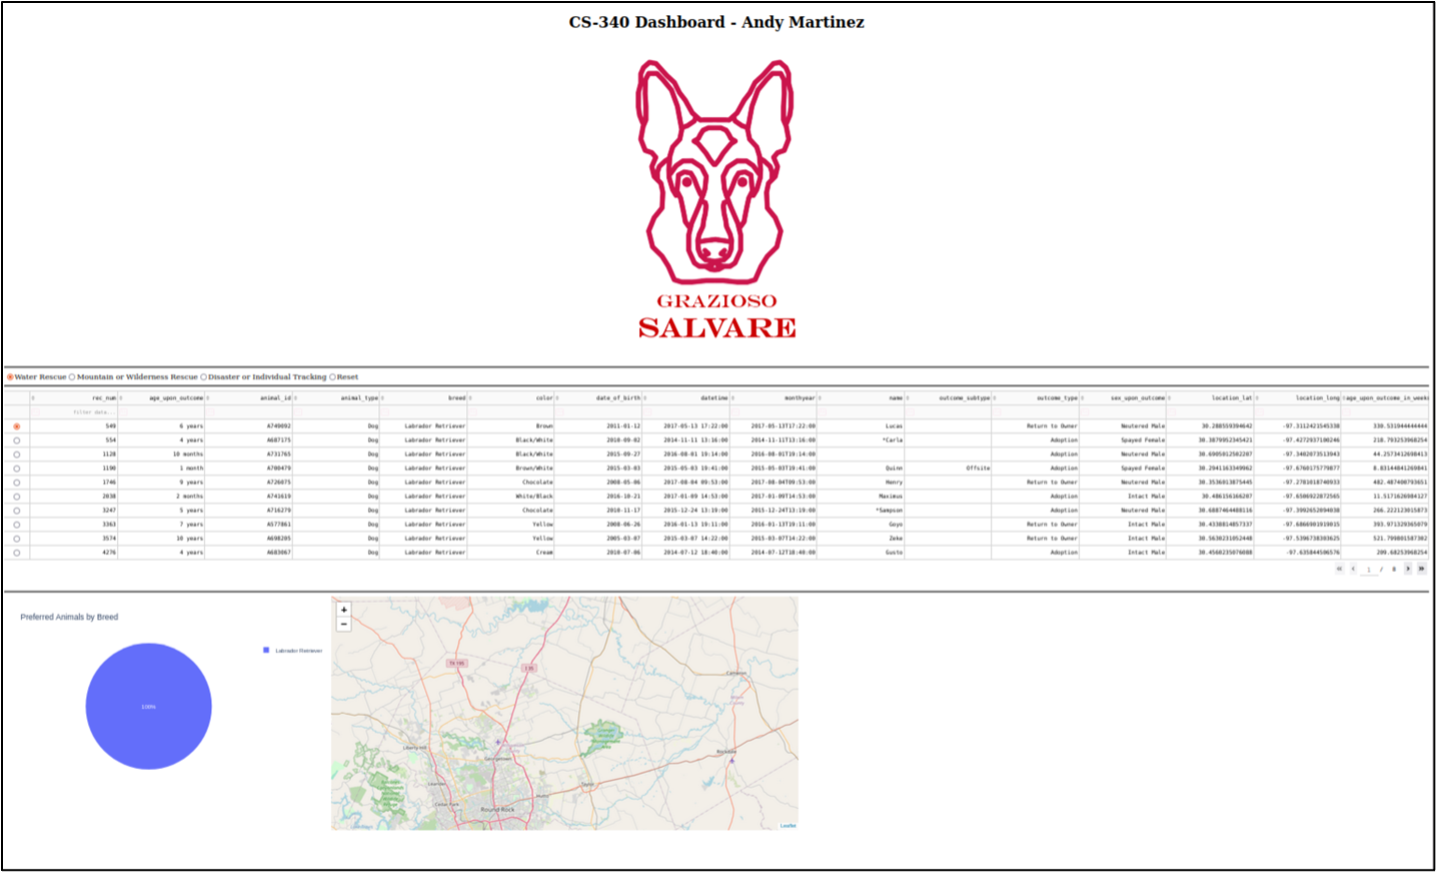 CS-340 Dashboard - Andy Martinez
GRAZIOSO
SALVARE
Water Rescue Mountain or Wilderness Rescue Disaster or Individual Tracking Reset
rec_num age_upon_outcome animal_id animal_type breed color date_of_birth datetime monthyear name outcome_subtype outcome_type sex_upon_outcome location_lat location_long age_upon_outcome_in_weeks
filter data...
549 6 years A749092 Dog Labrador Retriever Brown 2011-01-12 2017-05-13 17:22:00 2017-05-13T17:22:00 Lucas Return to Owner Neutered Male 30.288559394642 -97.3112421545338 330.531944444444
554 4 years A687175 Dog Labrador Retriever Black/White 2010-09-02 2014-11-11 13:16:00 2014-11-11T13:16:00 *Carla Adoption Spayed Female 30.3879952345421 -97.4272937100246 218.793253968254
1128 10 months A731765 Dog Labrador Retriever Black/White 2015-09-27 2016-08-01 19:14:00 2016-08-01T19:14:00 Adoption Neutered Male 30.6905012582207 -97.3402073513943 44.2573412698413
1190 1 month A700479 Dog Labrador Retriever Brown/White 2015-03-03 2015-05-03 19:41:00 2015-05-03T19:41:00 Quinn Offsite Adoption Spayed Female 30.2941163349962 -97.6760175779877 8.83144841269841
1746 9 years A726075 Dog Labrador Retriever Chocolate 2008-05-06 2017-08-04 09:53:00 2017-08-04T09:53:00 Henry Return to Owner Neutered Male 30.3536013875445 -97.2781018740933 482.487400793651
2038 2 months A741619 Dog Labrador Retriever White/Black 2016-10-21 2017-01-09 14:53:00 2017-01-09T14:53:00 Maximus Adoption Intact Male 30.486156166207 -97.6506922872565 11.5171626984127
3247 5 years A716279 Dog Labrador Retriever Chocolate 2010-11-17 2015-12-24 13:19:00 2015-12-24T13:19:00 *Sampson Adoption Neutered Male 30.6887464488116 -97.3992652094038 266.222123015873
3363 7 years A577861 Dog Labrador Retriever Yellow 2008-06-26 2016-01-13 19:11:00 2016-01-13T19:11:00 Goyo Return to Owner Intact Male 30.4338814057337 -97.6866901919015 393.971329365079
3574 10 years A698205 Dog Labrador Retriever Yellow 2005-03-07 2015-03-07 14:22:00 2015-03-07T14:22:00 Zeke Return to Owner Intact Male 30.5630231052448 -97.5396738303625 521.799801587302
4276 4 years A683067 Dog Labrador Retriever Cream 2010-07-06 2014-07-12 18:40:00 2014-07-12T18:40:00 Gusto Adoption Intact Male 30.4560235076088 -97.635844506576 209.68253968254
1 / 8
Preferred Animals by Breed
Labrador Retriever
100%
+
−
TX 195
I 35
Cameron
Liberty Hill
Georgetown
Rockdale
Leander
Taylor
Hutto
Cedar Park
Round Rock
Leaflet